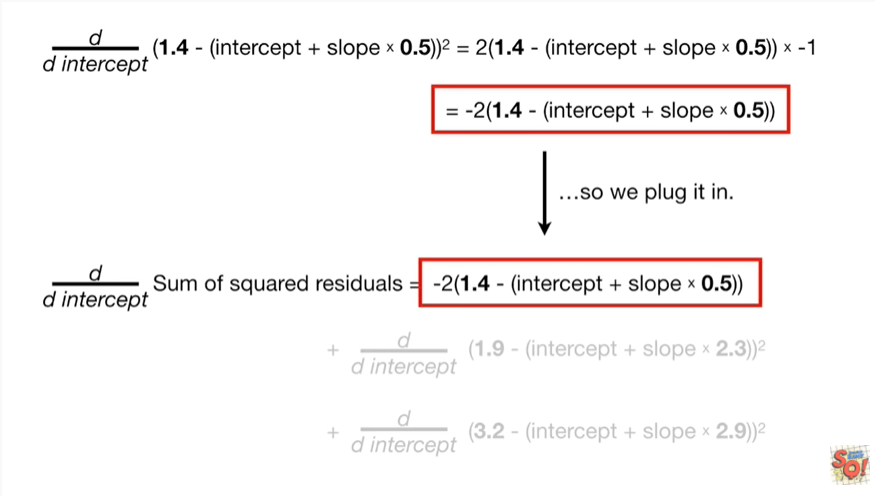 d
d intercept (1.4 - (intercept + slope × 0.5))² = 2(1.4 - (intercept + slope × 0.5)) × -1
= -2(1.4 - (intercept + slope × 0.5))
...so we plug it in.
d
d intercept Sum of squared residuals = -2(1.4 - (intercept + slope × 0.5))
+ d
d intercept (1.9 - (intercept + slope × 2.3))²
+ d
d intercept (3.2 - (intercept + slope × 2.9))²
SQ!